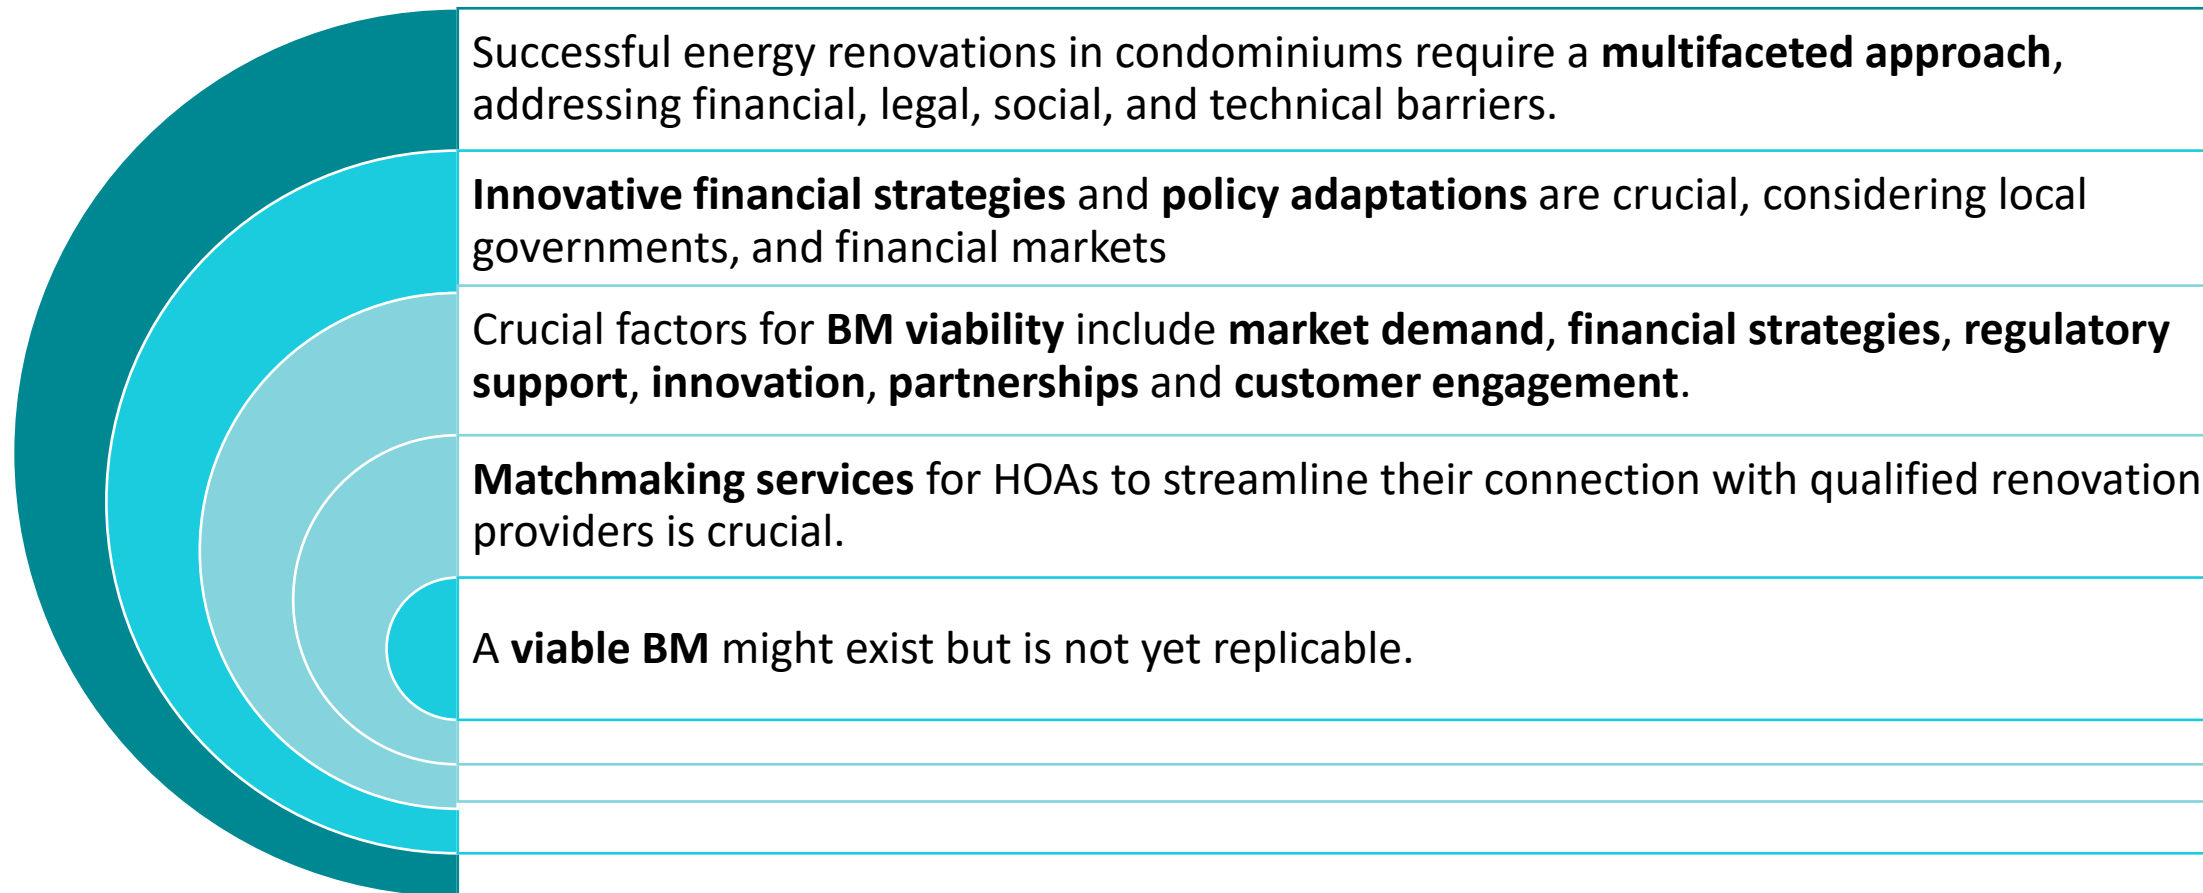 Successful energy renovations in condominiums require a multifaceted approach,
addressing financial, legal, social, and technical barriers.
Innovative financial strategies and policy adaptations are crucial, considering local
governments, and financial markets
Crucial factors for BM viability include market demand, financial strategies, regulatory
support, innovation, partnerships and customer engagement.
Matchmaking services for HOAs to streamline their connection with qualified renovation
providers is crucial.
A viable BM might exist but is not yet replicable.